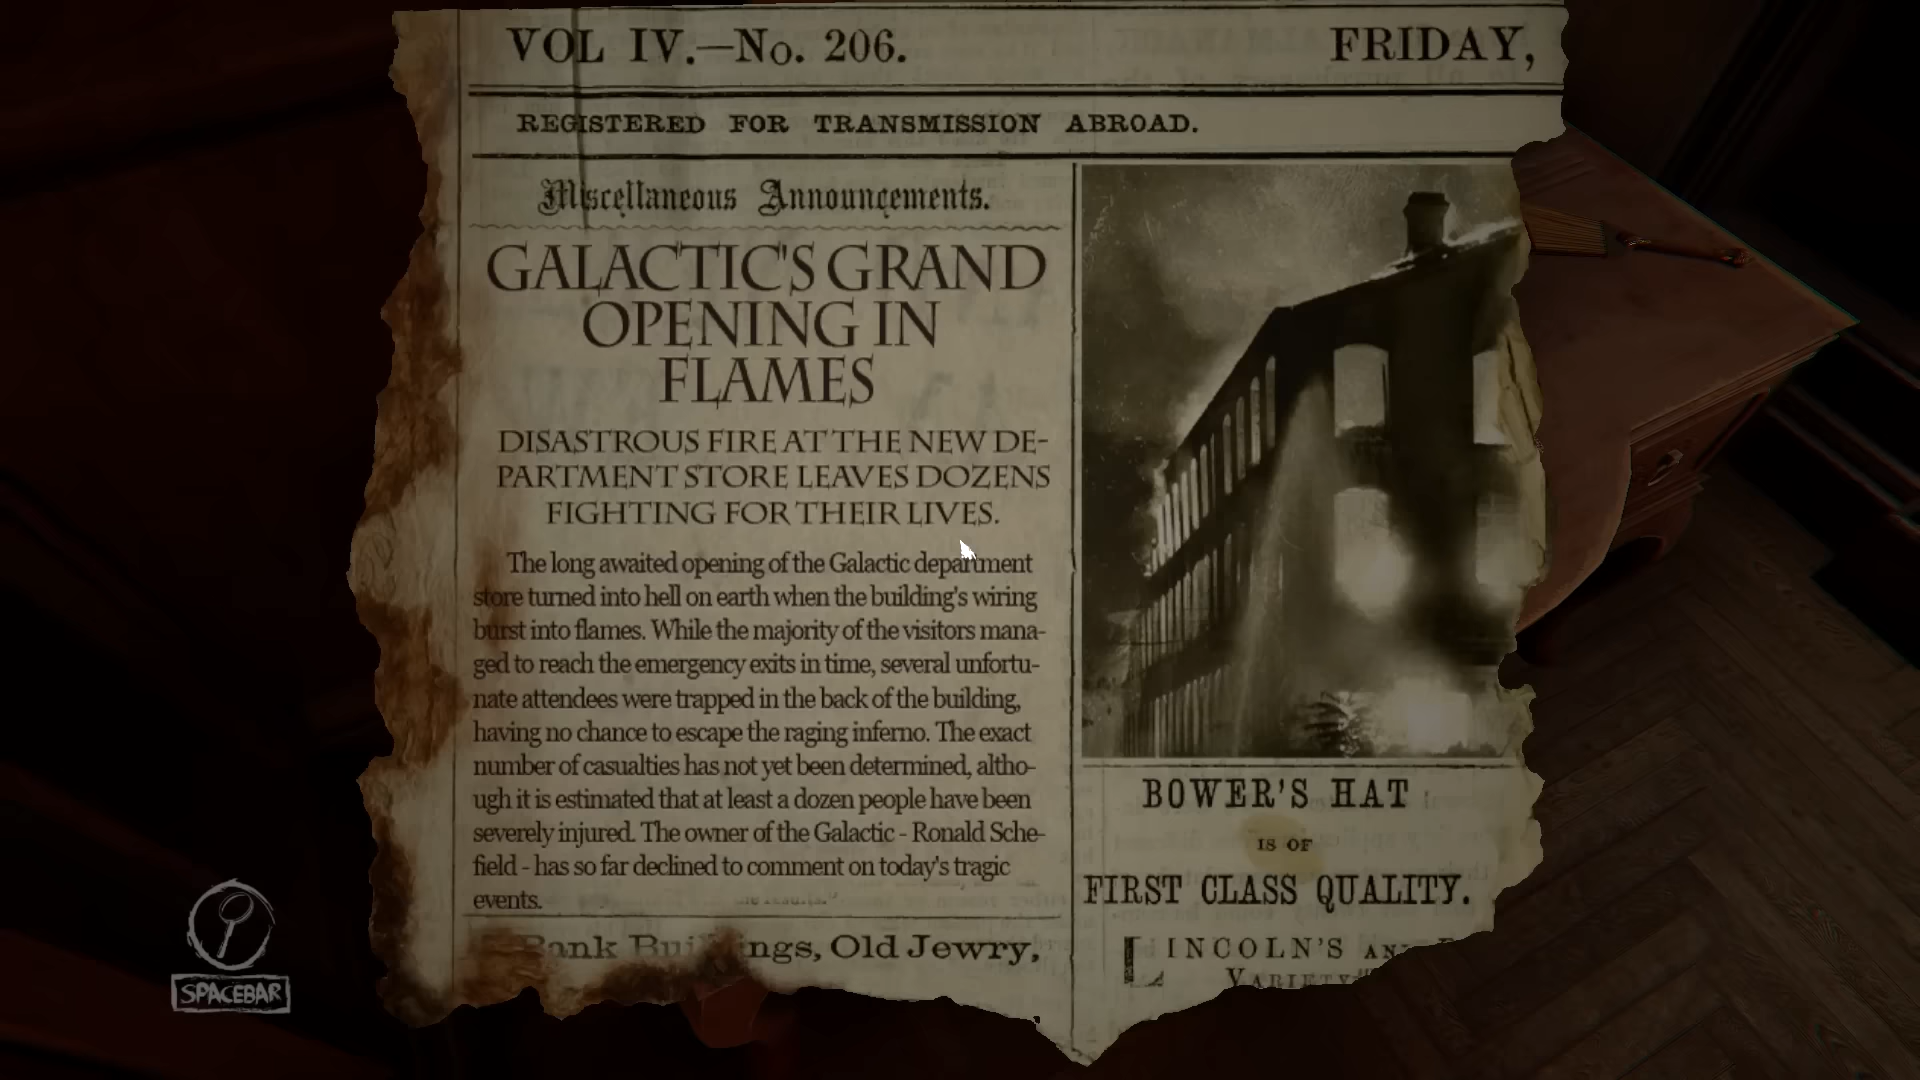 VOL IV.—No. 206.
FRIDAY,
REGISTERED FOR TRANSMISSION ABROAD.
Miscellaneous Announcements.
GALACTIC'S GRAND
OPENING IN
FLAMES
DISASTROUS FIRE AT THE NEW DE-
PARTMENT STORE LEAVES DOZENS
FIGHTING FOR THEIR LIVES.
The long awaited opening of the Galactic department
store turned into hell on earth when the building's wiring
burst into flames. While the majority of the visitors mana-
ged to reach the emergency exits in time, several unfortu-
nate attendees were trapped in the back of the building,
having no chance to escape the raging inferno. The exact
number of casualties has not yet been determined, altho-
ugh it is estimated that at least a dozen people have been
severely injured. The owner of the Galactic - Ronald Sche-
field - has so far declined to comment on today's tragic
events.
Bank Buildings, Old Jewry,
BOWER'S HAT
IS OF
FIRST CLASS QUALITY.
LINCOLN'S
VARIETY
SPACEBAR